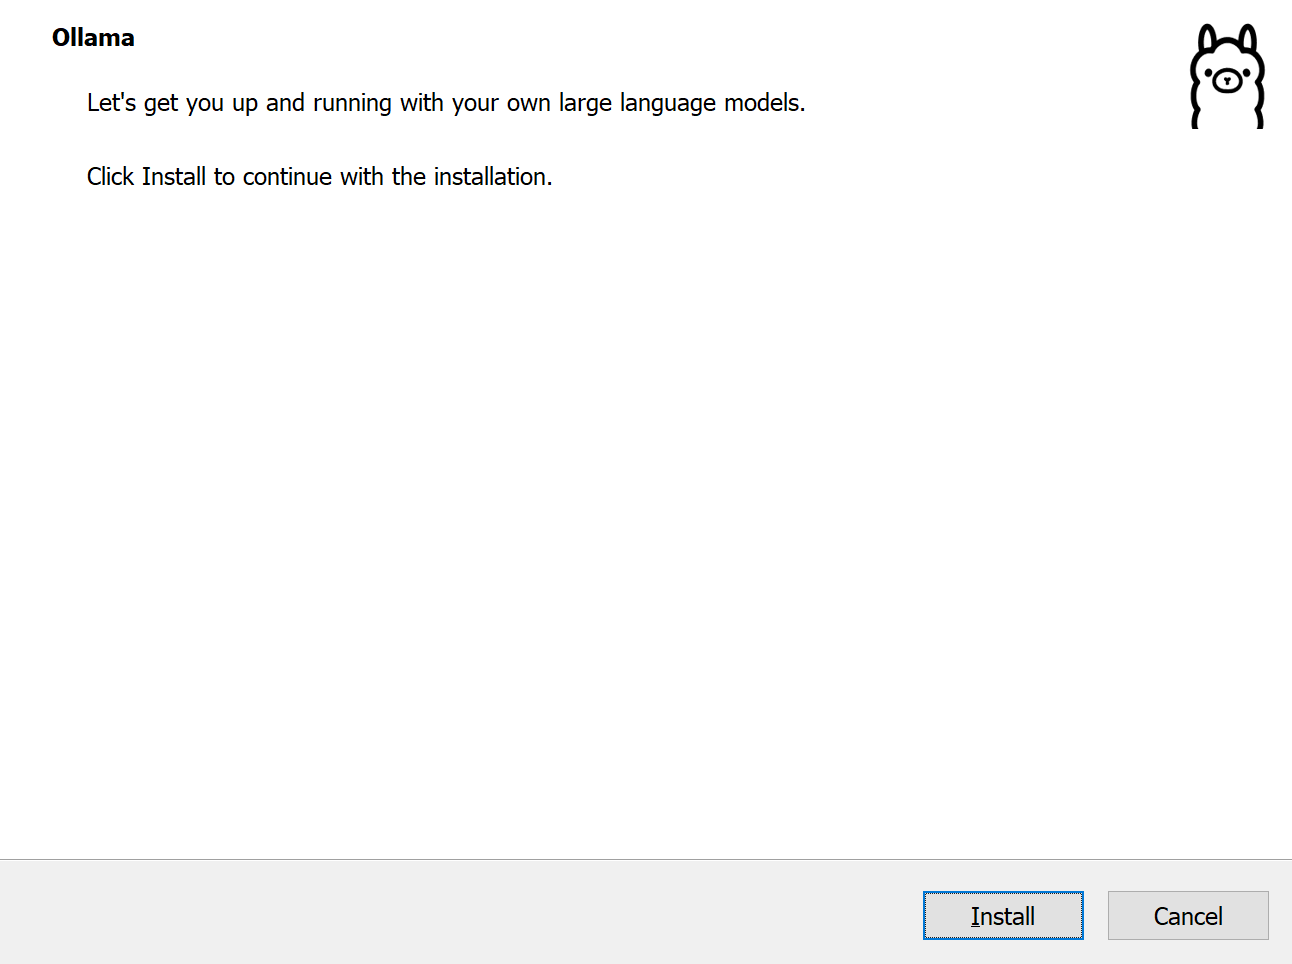 Ollama
Let's get you up and running with your own large language models.
Click Install to continue with the installation.
Install
Cancel